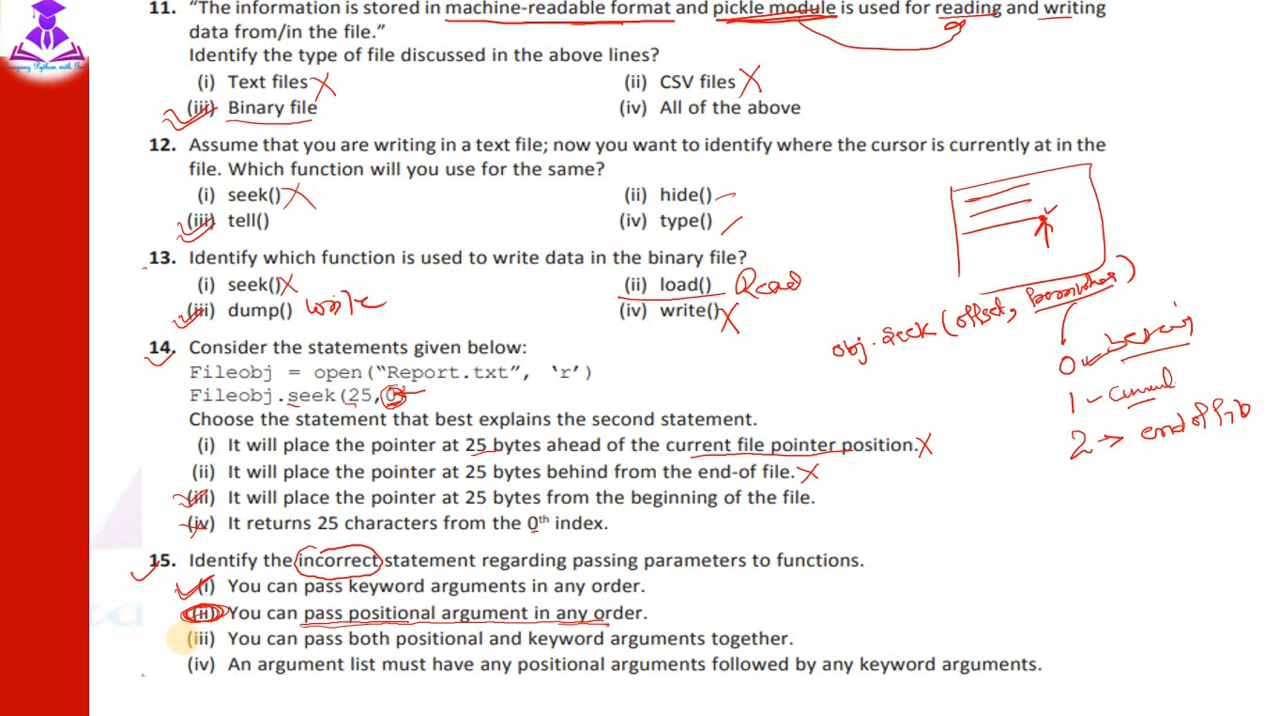 11. “The information is stored in machine-readable format and pickle module is used for reading and writing
data from/in the file.”
Identify the type of file discussed in the above lines?
(i) Text files
(ii) CSV files
(iii) Binary file
(iv) All of the above
12. Assume that you are writing in a text file; now you want to identify where the cursor is currently at in the
file. Which function will you use for the same?
(i) seek()
(ii) hide()
(iii) tell()
(iv) type()
13. Identify which function is used to write data in the binary file?
(i) seek()
(ii) load() Read
(iii) dump() write
(iv) write()
obj.seek(offset,
0
1 - current
2 → end of
14. Consider the statements given below:
Fileobj = open(“Report.txt”, ‘r’)
Fileobj.seek(25,0
Choose the statement that best explains the second statement.
(i) It will place the pointer at 25 bytes ahead of the current file pointer position.
(ii) It will place the pointer at 25 bytes behind from the end-of file.
(iii) It will place the pointer at 25 bytes from the beginning of the file.
(iv) It returns 25 characters from the 0th index.
15. Identify the incorrect statement regarding passing parameters to functions.
(i) You can pass keyword arguments in any order.
(ii) You can pass positional argument in any order.
(iii) You can pass both positional and keyword arguments together.
(iv) An argument list must have any positional arguments followed by any keyword arguments.